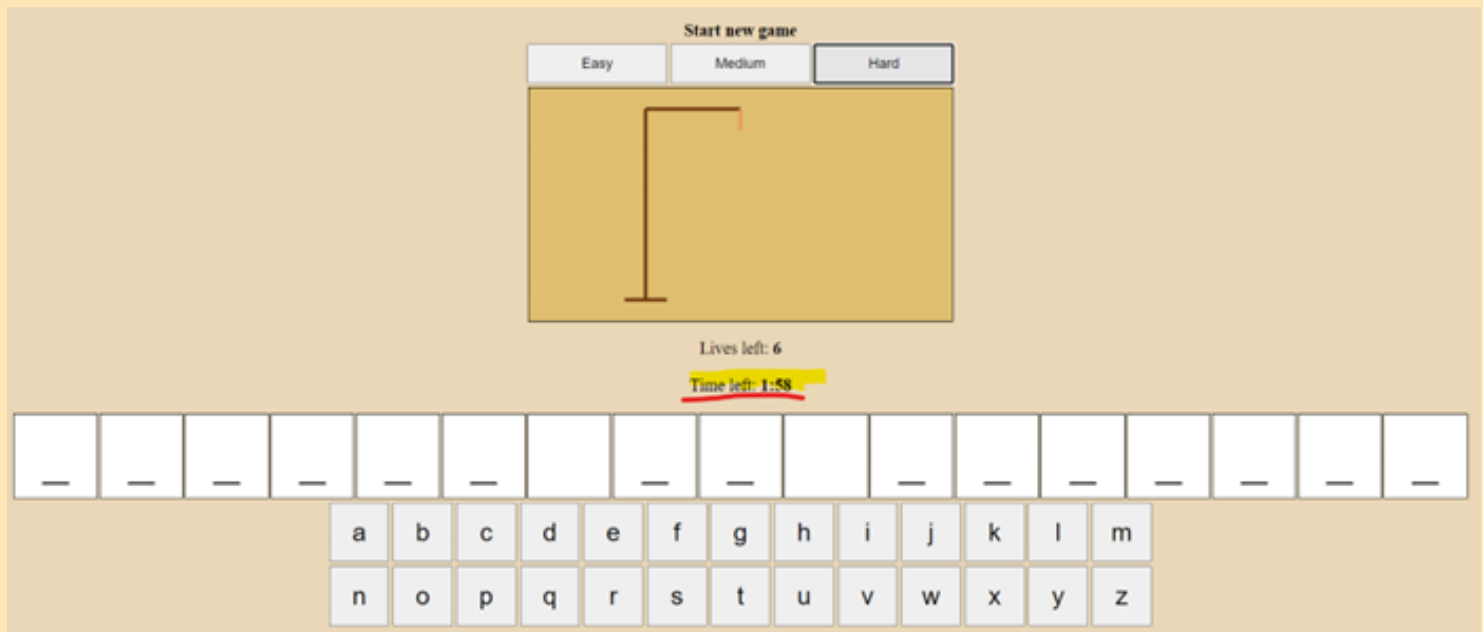 Start new game
Easy Medium Hard
Lives left: 6
Time left: 1:58
_ _ _ _ _ _ _ _ _ _ _ _ _ _ _
a b c d e f g h i j k l m
n o p q r s t u v w x y z